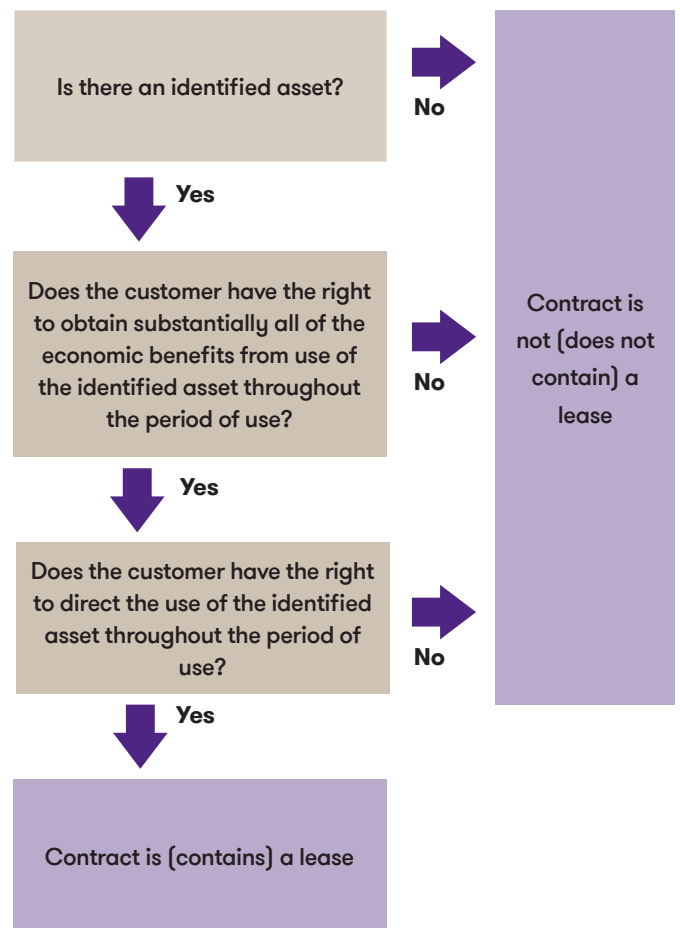 Is there an identified asset?
No
Yes
Does the customer have the right
to obtain substantially all of the
economic benefits from use of
the identified asset throughout
the period of use?
No
Contract is
not (does not
contain) a
lease
Yes
Does the customer have the right
to direct the use of the identified
asset throughout the period of
use?
No
Yes
Contract is (contains) a lease